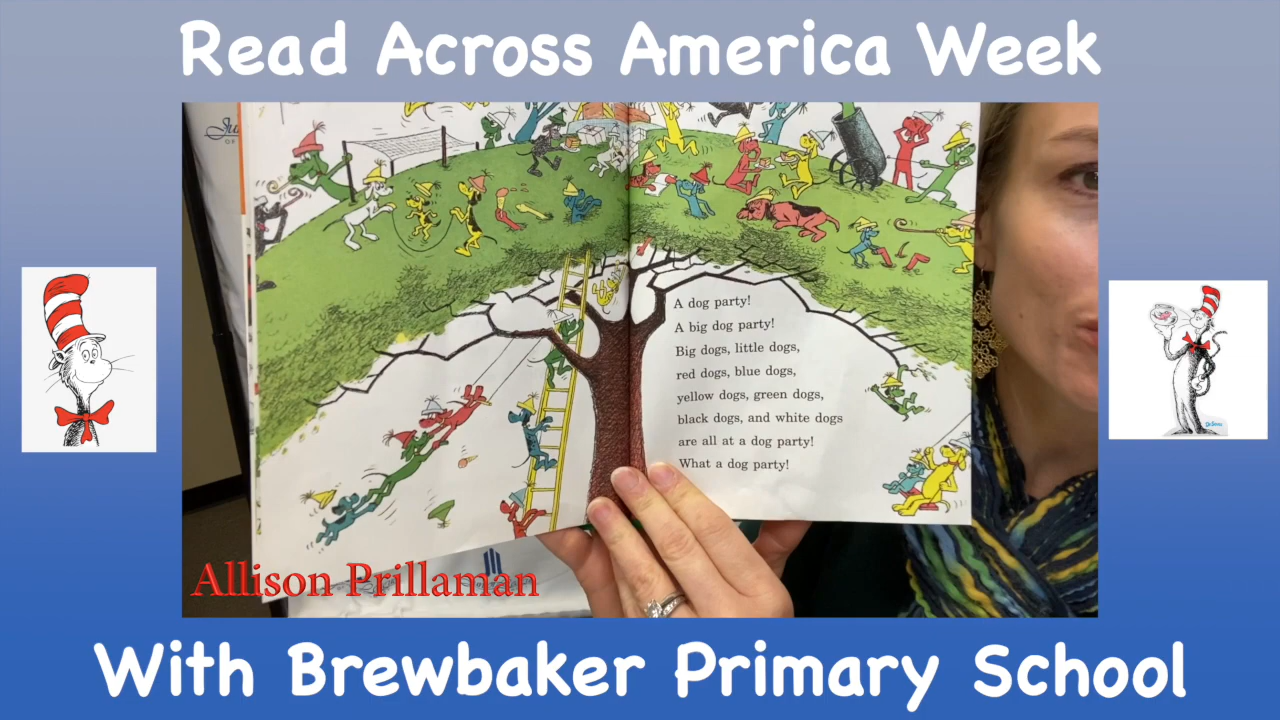 Read Across America Week
A dog party!
A big dog party!
Big dogs, little dogs,
red dogs, blue dogs,
yellow dogs, green dogs,
black dogs, and white dogs
are all at a dog party!
What a dog party!
Allison Prillaman
With Brewbaker Primary School